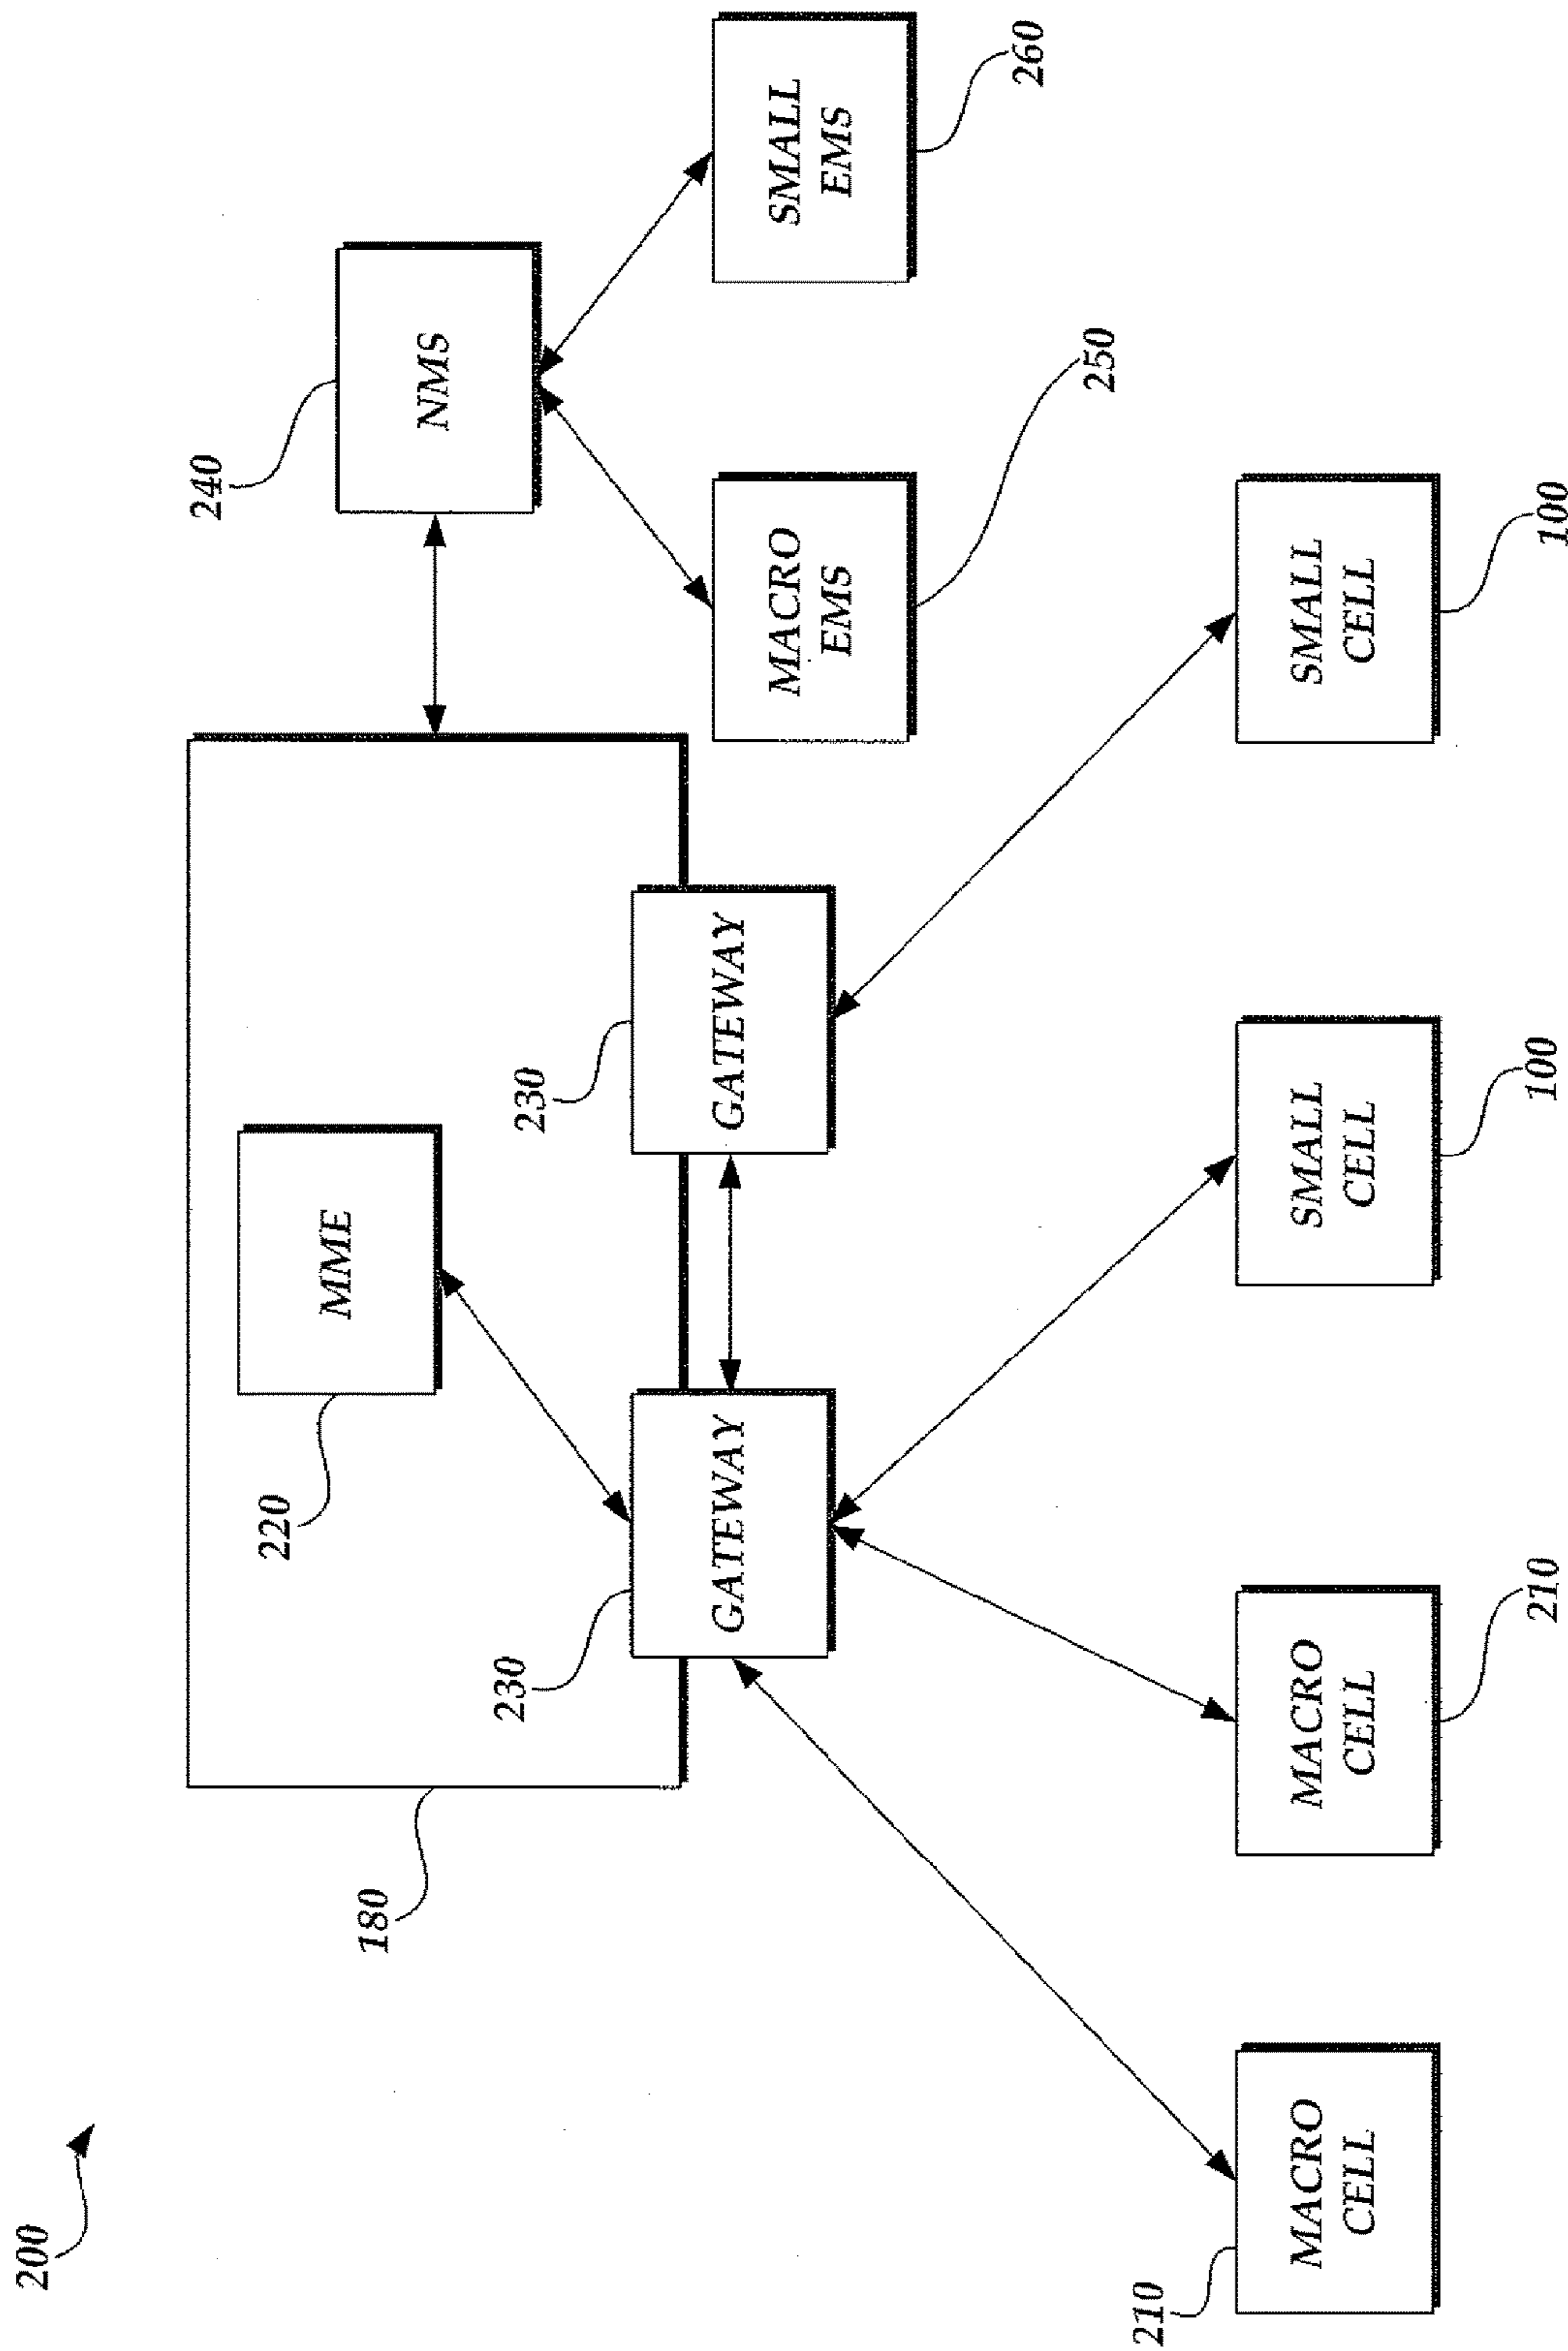 200
180
220
MME
230
GATEWAY
230
GATEWAY
240
NMS
MACRO
EMS
250
SMALL
EMS
260
210
MACRO
CELL
MACRO
CELL
210
SMALL
CELL
100
SMALL
CELL
100